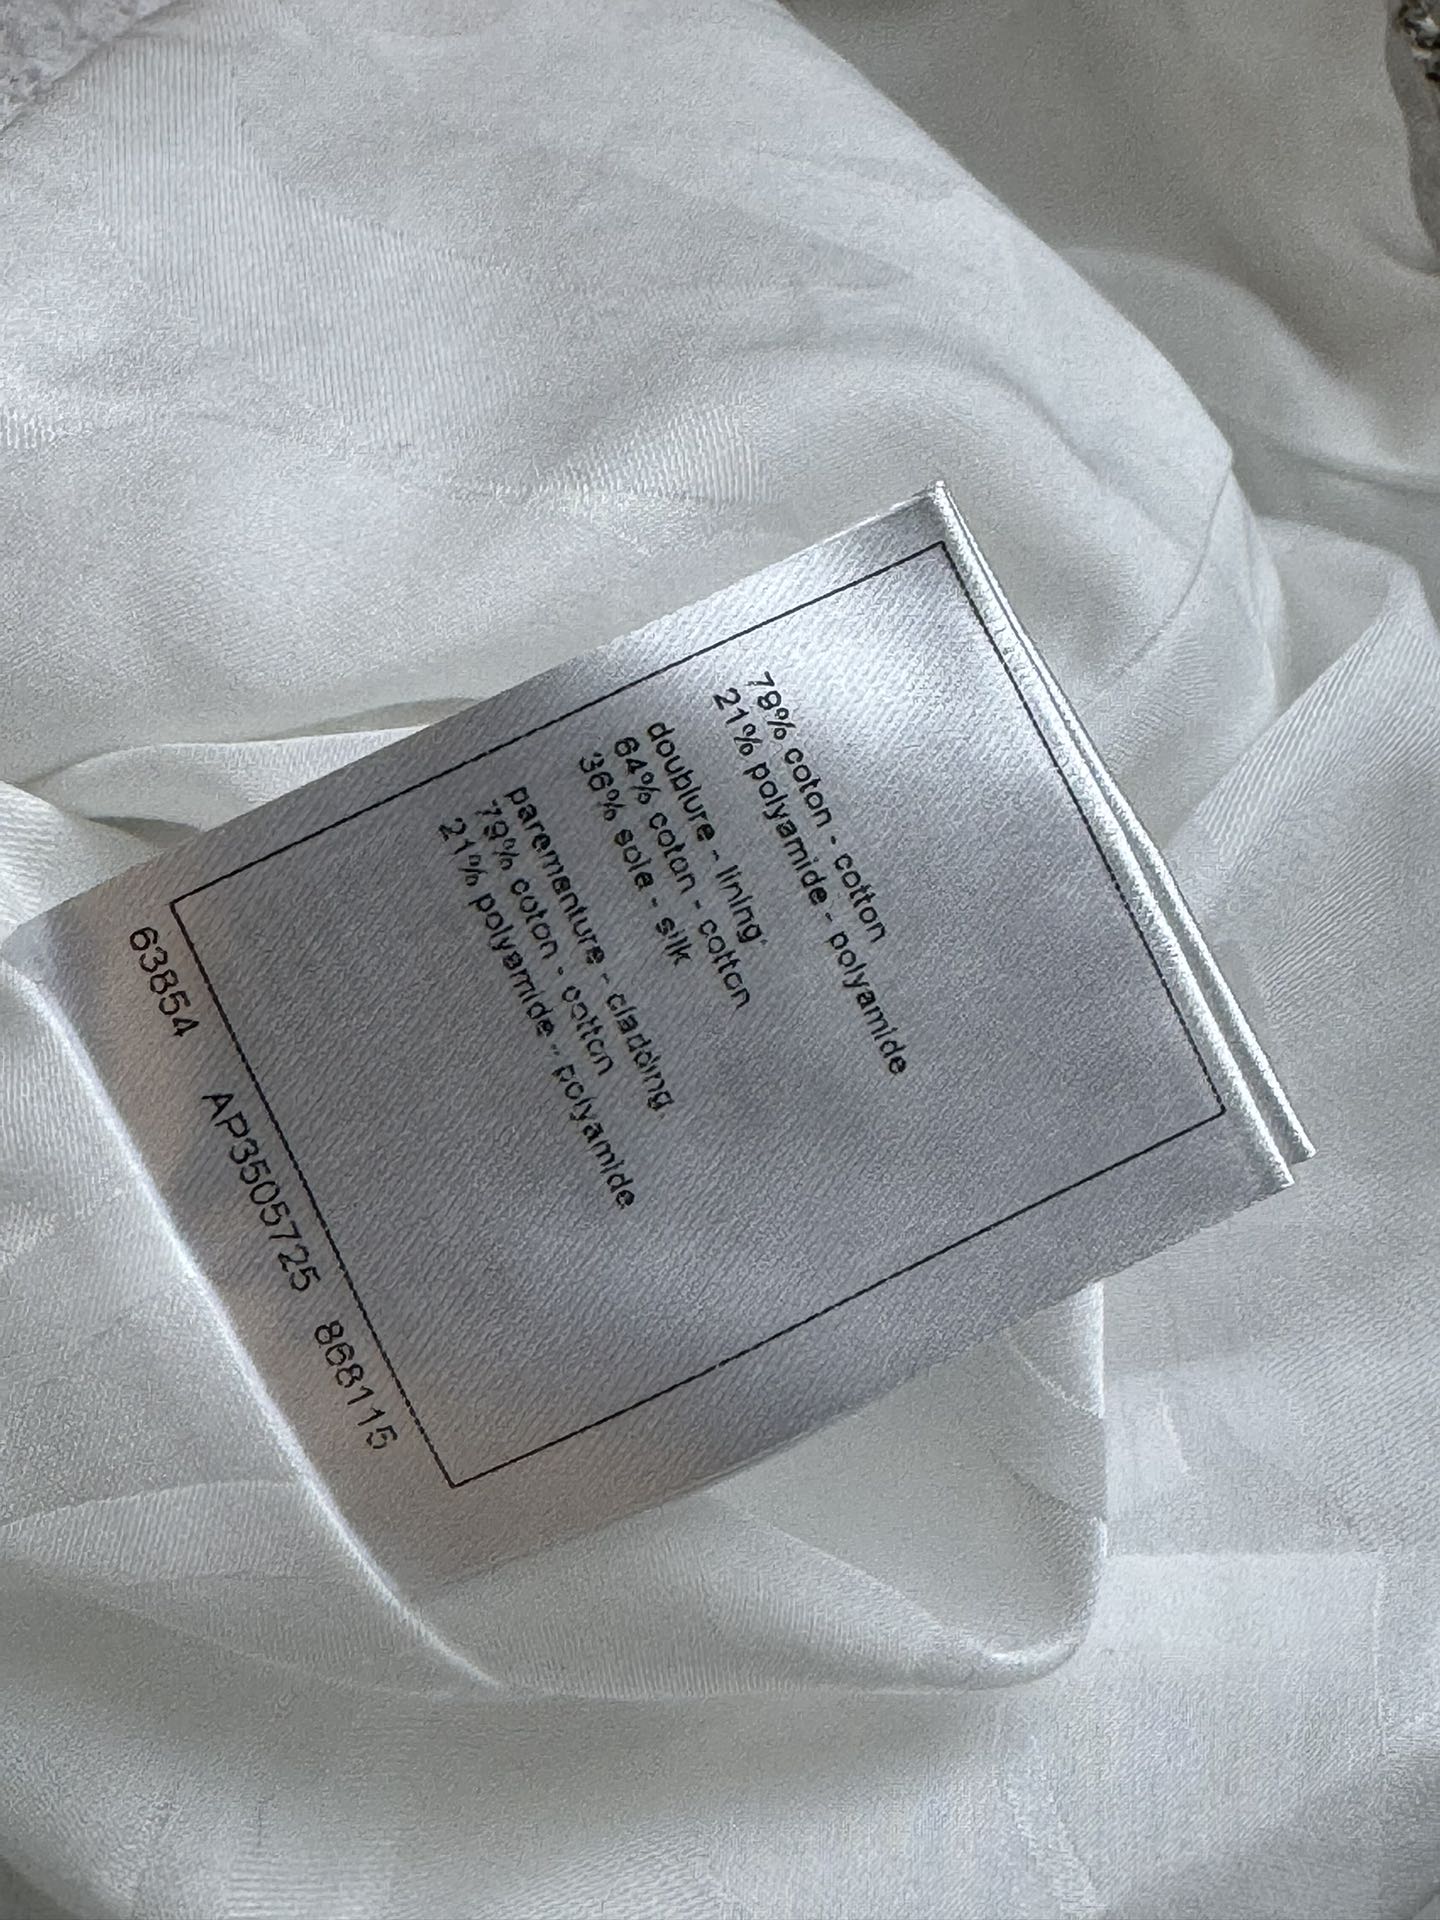 79% coton - cotton
21% polyamide - polyamide
doublure - lining
64% coton - cotton
36% soie - silk
parementure - cladding
79% coton - cotton
21% polyamide - polyamide
63854 AP3505725 868115